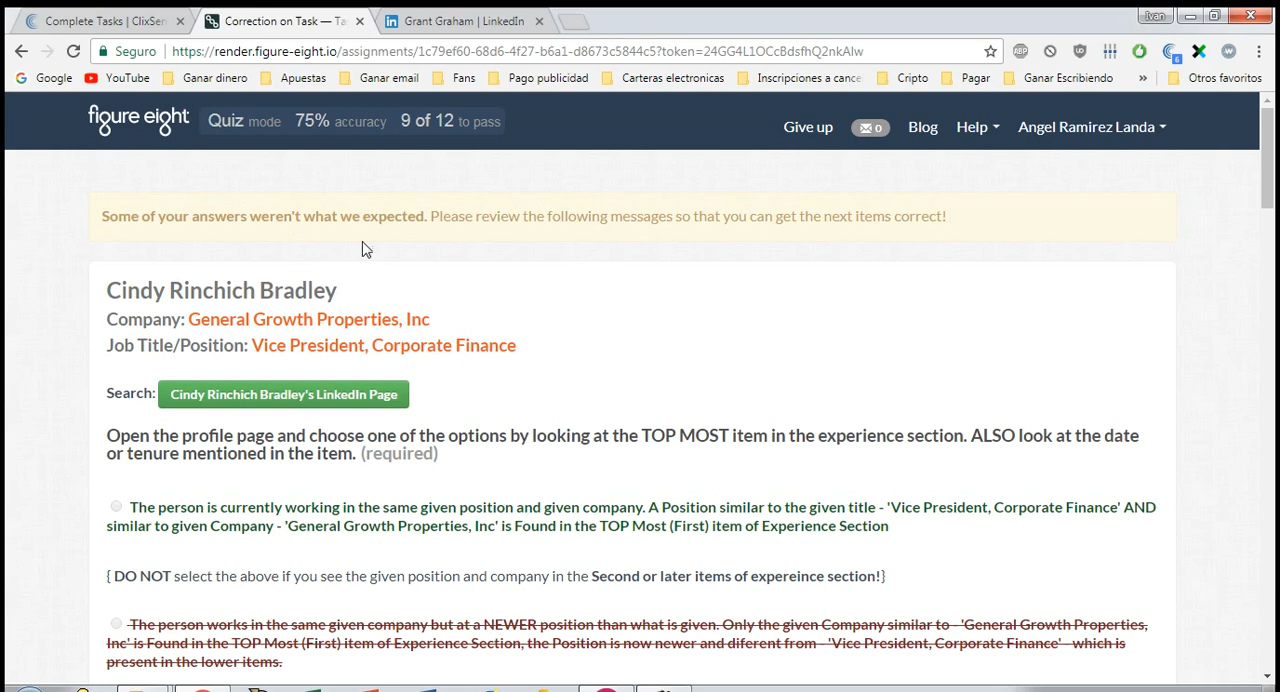 Complete Tasks | ClixSen
Correction on Task — Ta
Grant Graham | LinkedIn
Ivan
Seguro
https://render.figure-eight.io/assignments/1c79ef60-68d6-4f27-b6a1-d8673c5844c5?token=24GG4L1OCcBdsfhQ2nkAlw
ABP
6
Google
YouTube
Ganar dinero
Apuestas
Ganar email
Fans
Pago publicidad
Carteras electronicas
Inscripciones a cance
Cripto
Pagar
Ganar Escribiendo
»
Otros favoritos
figure eight
Quiz mode 75% accuracy 9 of 12 to pass
Give up
0
Blog
Help
Angel Ramirez Landa
Some of your answers weren't what we expected. Please review the following messages so that you can get the next items correct!
Cindy Rinchich Bradley
Company: General Growth Properties, Inc
Job Title/Position: Vice President, Corporate Finance
Search: Cindy Rinchich Bradley's LinkedIn Page
Open the profile page and choose one of the options by looking at the TOP MOST item in the experience section. ALSO look at the date
or tenure mentioned in the item. (required)
The person is currently working in the same given position and given company. A Position similar to the given title - 'Vice President, Corporate Finance' AND
similar to given Company - 'General Growth Properties, Inc' is Found in the TOP Most (First) item of Experience Section
{ DO NOT select the above if you see the given position and company in the Second or later items of expereince section!}
The person works in the same given company but at a NEWER position than what is given. Only the given Company similar to - 'General Growth Properties,
Inc' is Found in the TOP Most (First) item of Experience Section, the Position is now newer and diferent from - 'Vice President, Corporate Finance' - which is
present in the lower items.